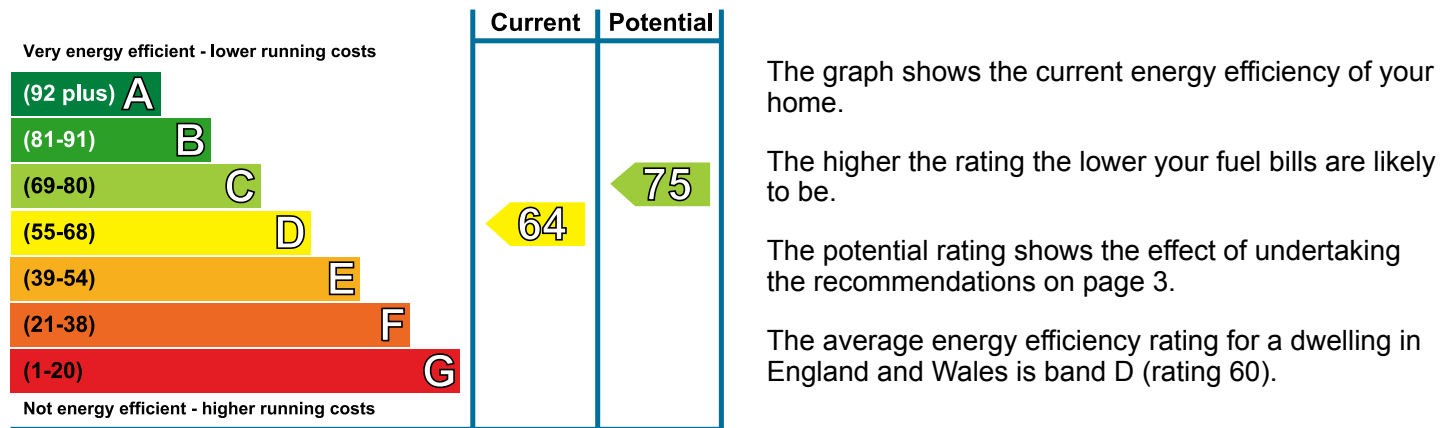 Current Potential
Very energy efficient - lower running costs
(92 plus) A
(81-91) B
(69-80) C
75
(55-68) D
64
(39-54) E
(21-38) F
(1-20) G
Not energy efficient - higher running costs
The graph shows the current energy efficiency of your
home.
The higher the rating the lower your fuel bills are likely
to be.
The potential rating shows the effect of undertaking
the recommendations on page 3.
The average energy efficiency rating for a dwelling in
England and Wales is band D (rating 60).